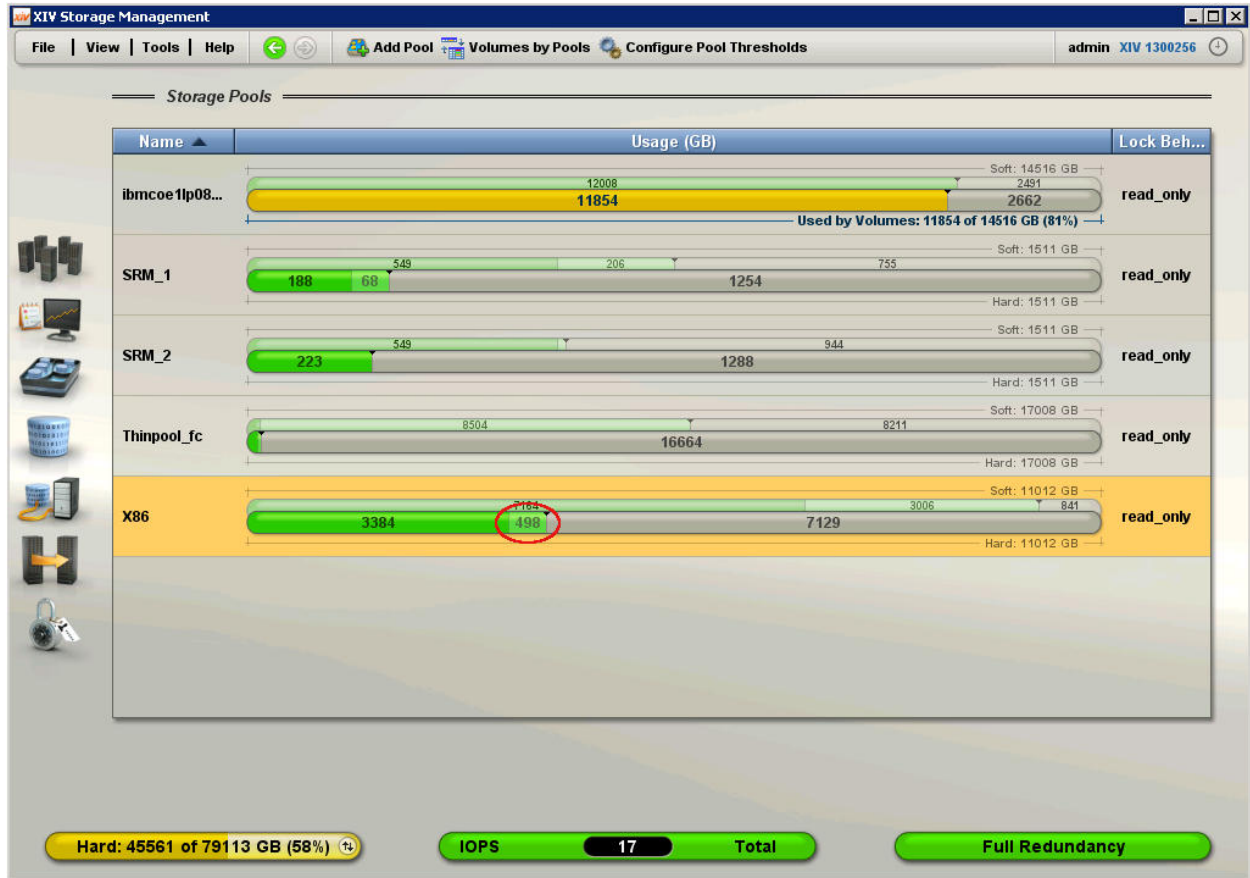 XIV XIV Storage Management
File | View | Tools | Help Add Pool Volumes by Pools Configure Pool Thresholds admin XIV 1300256
Storage Pools
Name Usage (GB) Lock Beh...
Soft: 14516 GB
12008 2491
ibmcoe1lp08... 11854 2662 read_only
Used by Volumes: 11854 of 14516 GB (81%)
Soft: 1511 GB
549 206 755
SRM_1 188 68 1254 read_only
Hard: 1511 GB
Soft: 1511 GB
549 944
SRM_2 223 1288 read_only
Hard: 1511 GB
Soft: 17008 GB
8504 8211
Thinpool_fc 16664 read_only
Hard: 17008 GB
Soft: 11012 GB
7164 3006 841
X86 3384 498 7129 read_only
Hard: 11012 GB
Hard: 45561 of 79113 GB (58%) IOPS 17 Total Full Redundancy